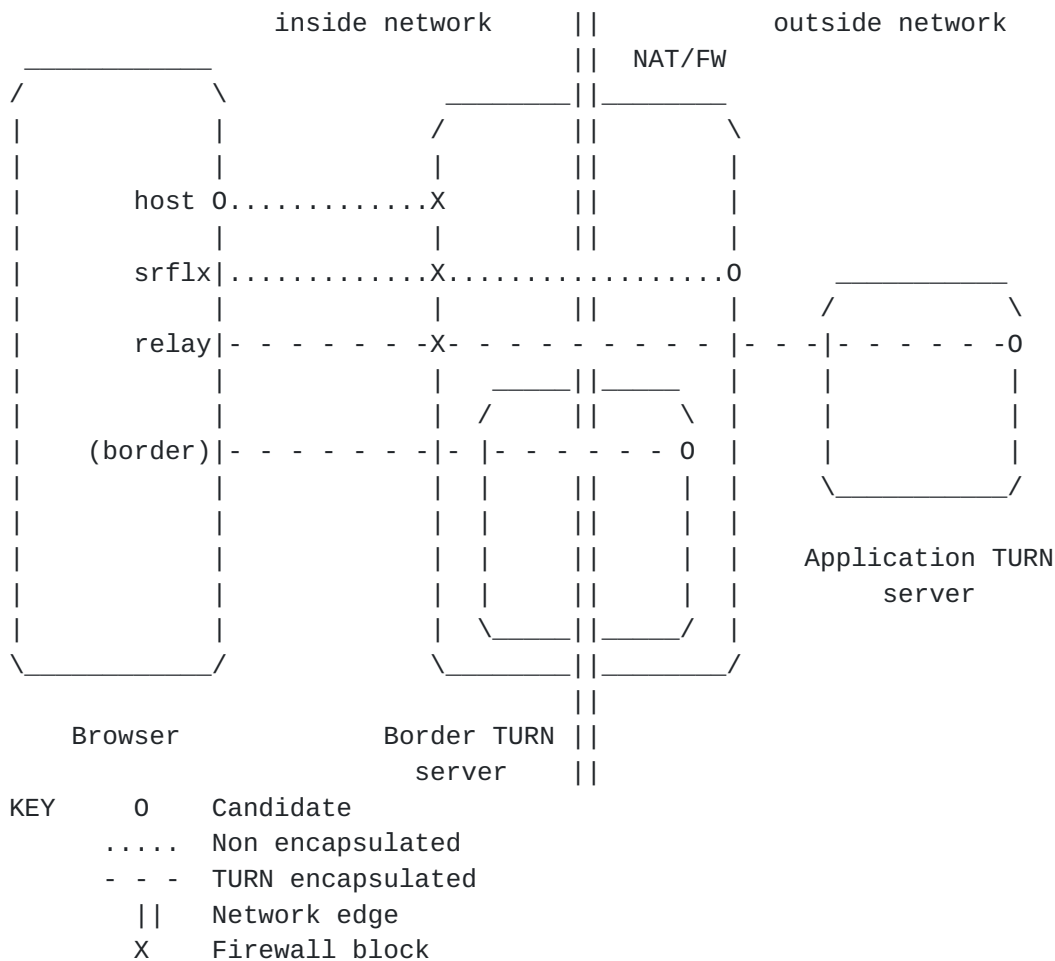 inside network || outside network
|| NAT/FW
host O.............X
srflx|.............X..................O
relay|- - - - - - -X- - - - - - - - - |- - -|- - - - - -O
(border)|- - - - - - -|- |- - - - - - O
Application TURN
server
Browser Border TURN ||
server ||
KEY O Candidate
..... Non encapsulated
- - - TURN encapsulated
|| Network edge
X Firewall block